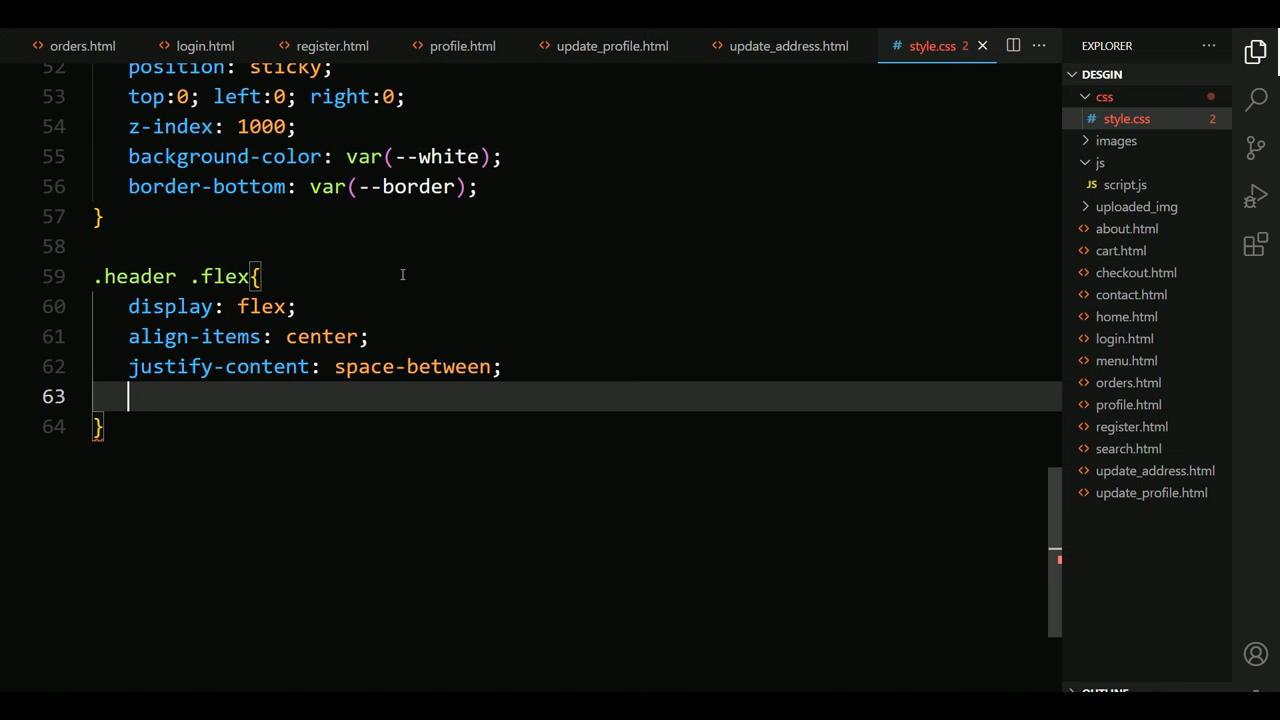 orders.html login.html register.html profile.html update_profile.html update_address.html # style.css 2
EXPLORER
DESGIN
css
# style.css 2
images
js
JS script.js
uploaded_img
about.html
cart.html
checkout.html
contact.html
home.html
login.html
menu.html
orders.html
profile.html
register.html
search.html
update_address.html
update_profile.html
OUTLINE
52 position: sticky;
53 top:0; left:0; right:0;
54 z-index: 1000;
55 background-color: var(--white);
56 border-bottom: var(--border);
57 }
58
59 .header .flex{
60 display: flex;
61 align-items: center;
62 justify-content: space-between;
63
64 }